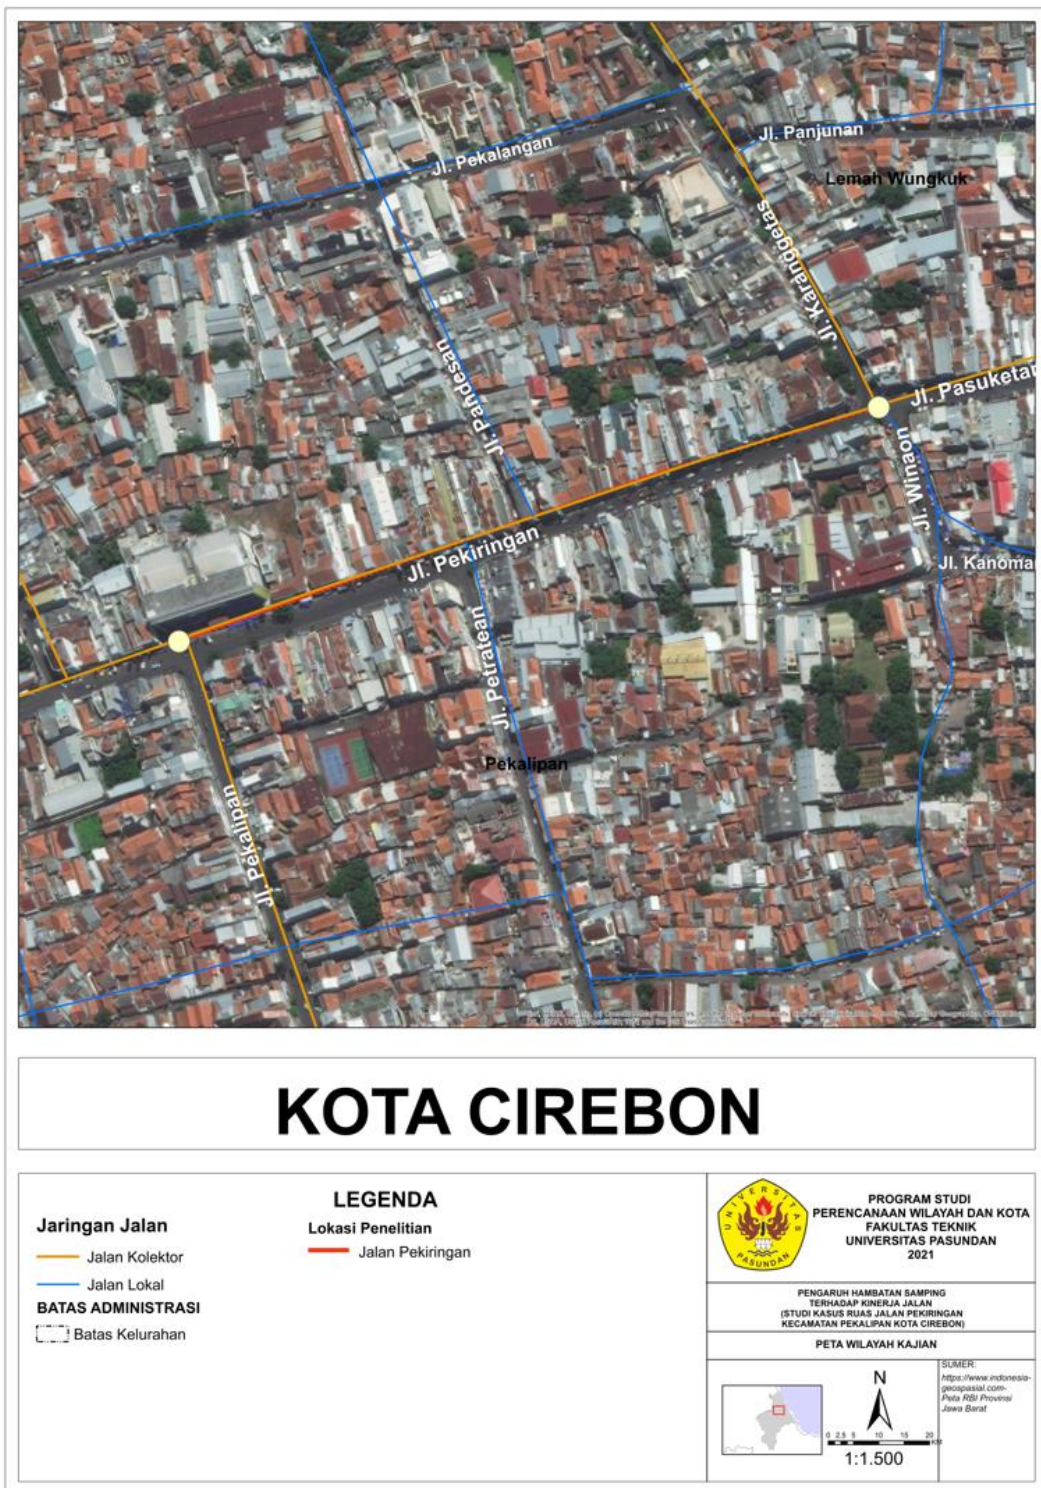 Jl. Pekalangan
Jl. Panjunan
Lemah Wungkuk
Jl. Karanggetas
Jl. Pandesan
Jl. Pasuketan
Jl. Winaon
Jl. Pekiringan
Jl. Kanoman
Jl. Petratean
Pekalipan
Jl. Pekalipan
KOTA CIREBON
LEGENDA
Jaringan Jalan
Jalan Kolektor
Jalan Lokal
BATAS ADMINISTRASI
Batas Kelurahan
Lokasi Penelitian
Jalan Pekiringan
UNIVERSITAS
PASUNDAN
PROGRAM STUDI
PERENCANAAN WILAYAH DAN KOTA
FAKULTAS TEKNIK
UNIVERSITAS PASUNDAN
2021
PENGARUH HAMBATAN SAMPING
TERHADAP KINERJA JALAN
(STUDI KASUS RUAS JALAN PEKIRINGAN
KECAMATAN PEKALIPAN KOTA CIREBON)
PETA WILAYAH KAJIAN
N
0 2,5 5 10 15 20
KM
1:1.500
SUMER:
https://www.indonesia-
geospasial.com-
Peta RBI Provinsi
Jawa Barat